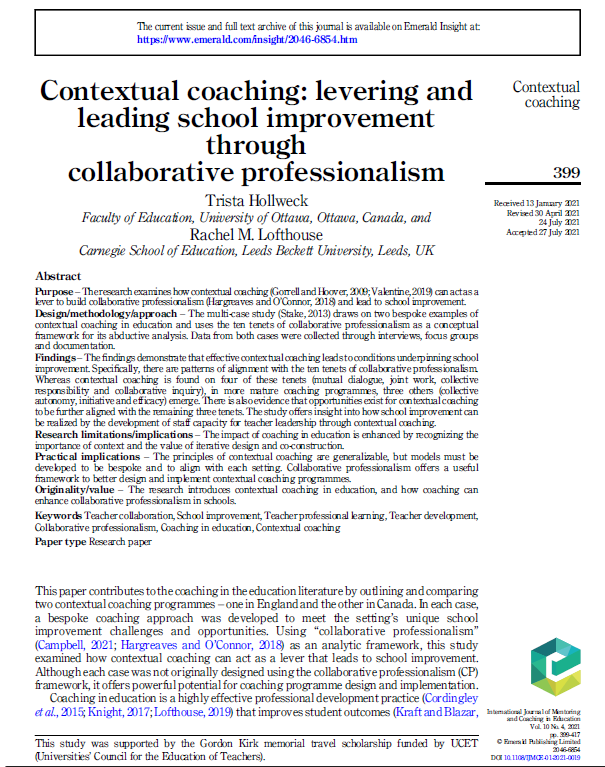 The current issue and full text archive of this journal is available on Emerald Insight at:
https://www.emerald.com/insight/2046-6854.htm
Contextual coaching: levering and
leading school improvement
through
collaborative professionalism
Trista Hollweck
Faculty of Education, University of Ottawa, Ottawa, Canada, and
Rachel M. Lofthouse
Carnegie School of Education, Leeds Beckett University, Leeds, UK
Contextual
coaching
399
Received 13 January 2021
Revised 30 April 2021
24 July 2021
Accepted 27 July 2021
Abstract
Purpose – The research examines how contextual coaching (Gorrell and Hoover, 2009; Valentine, 2019) can act as a
lever to build collaborative professionalism (Hargreaves and O'Connor, 2018) and lead to school improvement.
Design/methodology/approach – The multi-case study (Stake, 2013) draws on two bespoke examples of
contextual coaching in education and uses the ten tenets of collaborative professionalism as a conceptual
framework for its abductive analysis. Data from both cases were collected through interviews, focus groups
and documentation.
Findings – The findings demonstrate that effective contextual coaching leads to conditions underpinning school
improvement. Specifically, there are patterns of alignment with the ten tenets of collaborative professionalism.
Whereas contextual coaching is found on four of these tenets (mutual dialogue, joint work, collective
responsibility and collaborative inquiry), in more mature coaching programmes, three others (collective
autonomy, initiative and efficacy) emerge. There is also evidence that opportunities exist for contextual coaching
to be further aligned with the remaining three tenets. The study offers insight into how school improvement can
be realized by the development of staff capacity for teacher leadership through contextual coaching.
Research limitations/implications – The impact of coaching in education is enhanced by recognizing the
importance of context and the value of iterative design and co-construction.
Practical implications – The principles of contextual coaching are generalizable, but models must be
developed to be bespoke and to align with each setting. Collaborative professionalism offers a useful
framework to better design and implement contextual coaching programmes.
Originality/value – The research introduces contextual coaching in education, and how coaching can
enhance collaborative professionalism in schools.
Keywords Teacher collaboration, School improvement, Teacher professional learning, Teacher development,
Collaborative professionalism, Coaching in education, Contextual coaching
Paper type Research paper
This paper contributes to the coaching in the education literature by outlining and comparing
two contextual coaching programmes – one in England and the other in Canada. In each case,
a bespoke coaching approach was developed to meet the setting's unique school
improvement challenges and opportunities. Using "collaborative professionalism"
(Campbell, 2021; Hargreaves and O'Connor, 2018) as an analytic framework, this study
examined how contextual coaching can act as a lever that leads to school improvement.
Although each case was not originally designed using the collaborative professionalism (CP)
framework, it offers powerful potential for coaching programme design and implementation.
Coaching in education is a highly effective professional development practice (Cordingley
et al., 2015; Knight, 2017; Lofthouse, 2019) that improves student outcomes (Kraft and Blazar,
This study was supported by the Gordon Kirk memorial travel scholarship funded by UCET
(Universities' Council for the Education of Teachers).
International Journal of Mentoring
and Coaching in Education
Vol. 10 No. 4, 2021
pp. 399-417
© Emerald Publishing Limited
2046-6854
DOI 10.1108/IJMCE-01-2021-0019